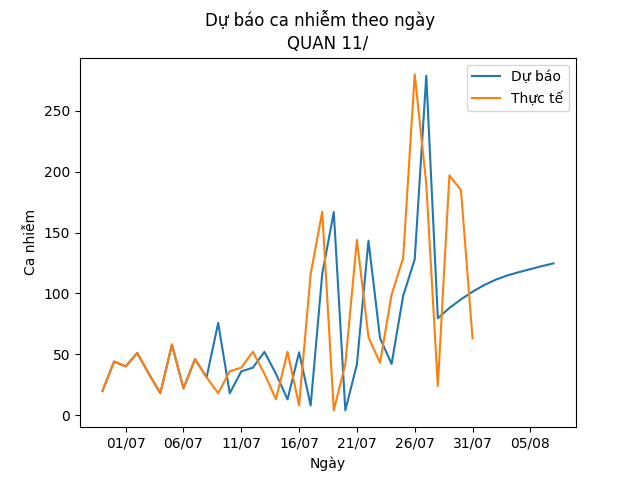 Dự báo ca nhiễm theo ngày
QUAN 11/
Dự báo
Thực tế
Ca nhiễm
250
200
150
100
50
0
01/07
06/07
11/07
16/07
21/07
26/07
31/07
05/08
Ngày